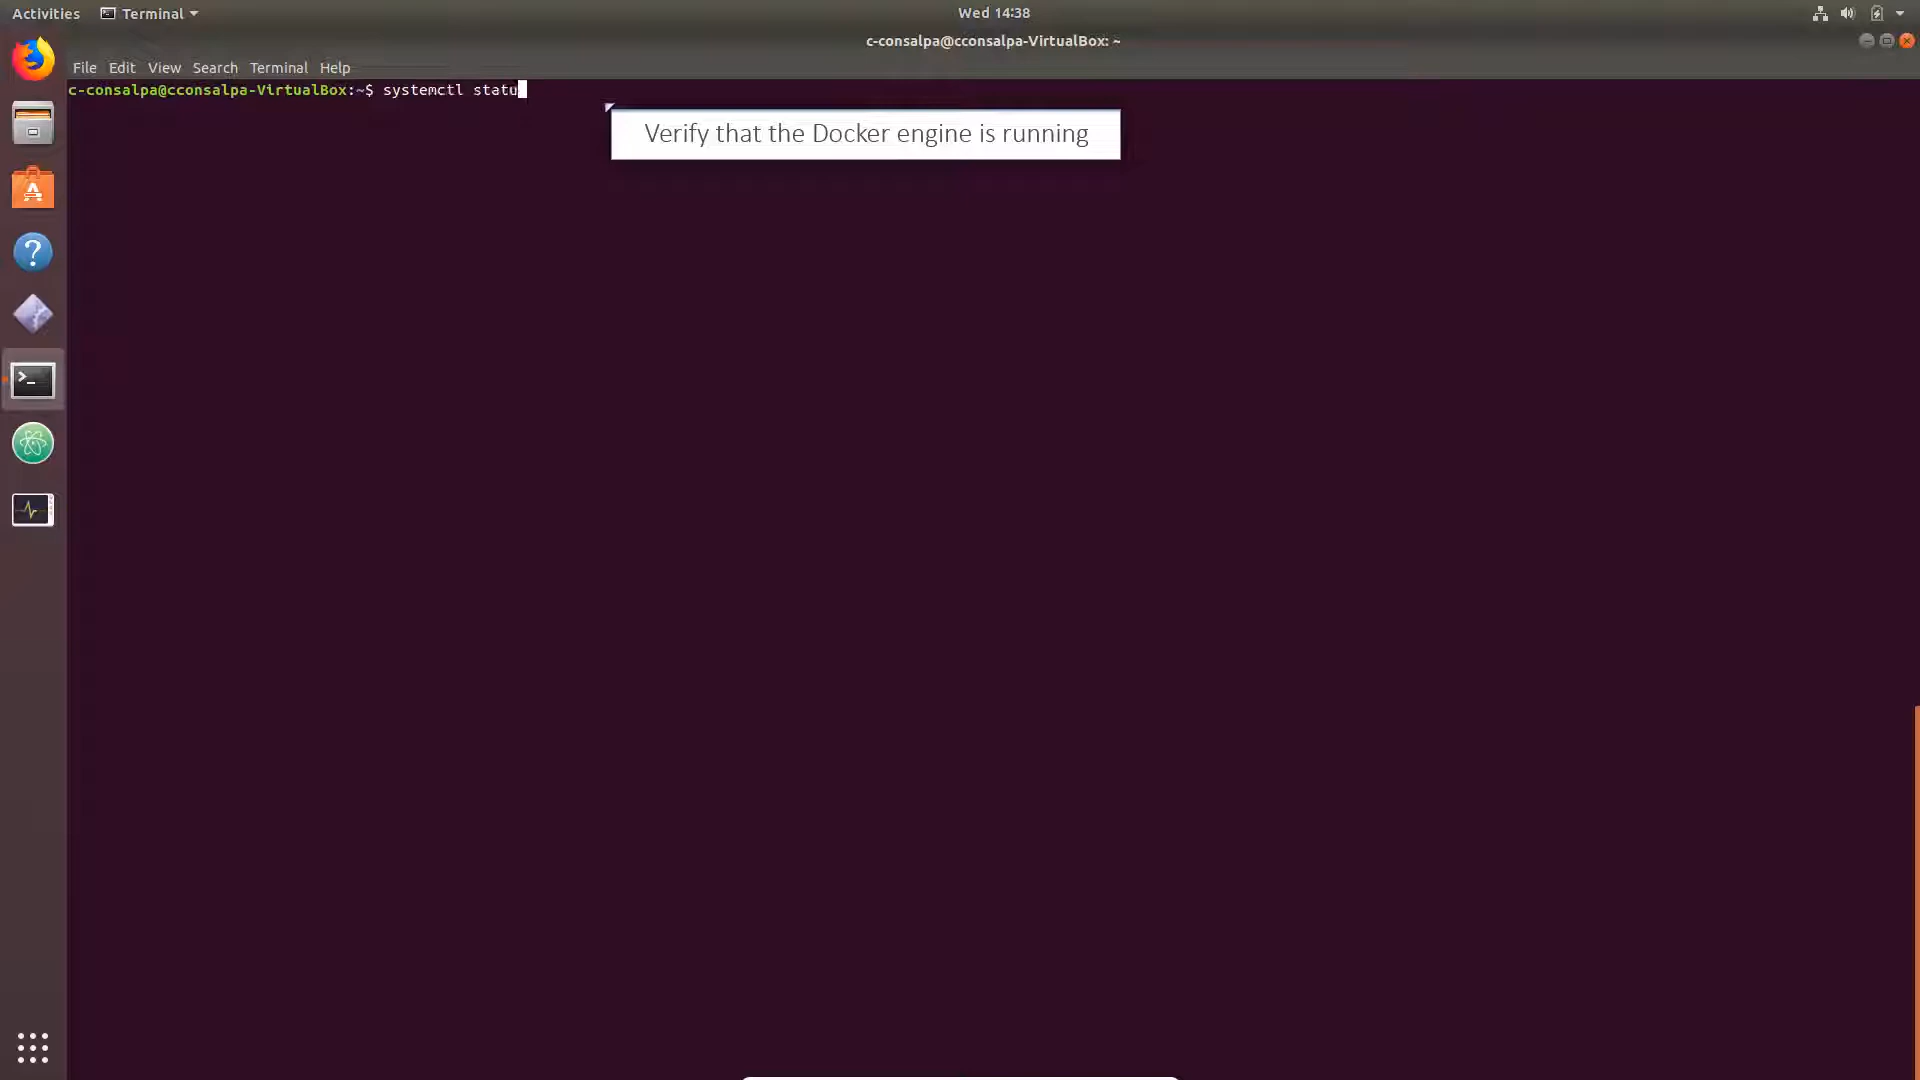 Activities Terminal Wed 14:38
c-consalpa@cconsalpa-VirtualBox: ~
File Edit View Search Terminal Help
c-consalpa@cconsalpa-VirtualBox:~$ systemctl statu
Verify that the Docker engine is running